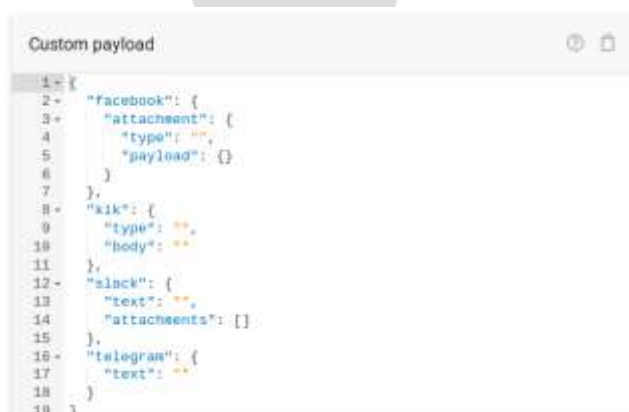 Custom payload
1 {
2 "facebook": {
3 "attachment": {
4 "type": "",
5 "payload": {}
6 }
7 },
8 "kik": {
9 "type": "",
10 "body": ""
11 },
12 "slack": {
13 "text": "",
14 "attachments": []
15 },
16 "telegram": {
17 "text": ""
18 }
19 }